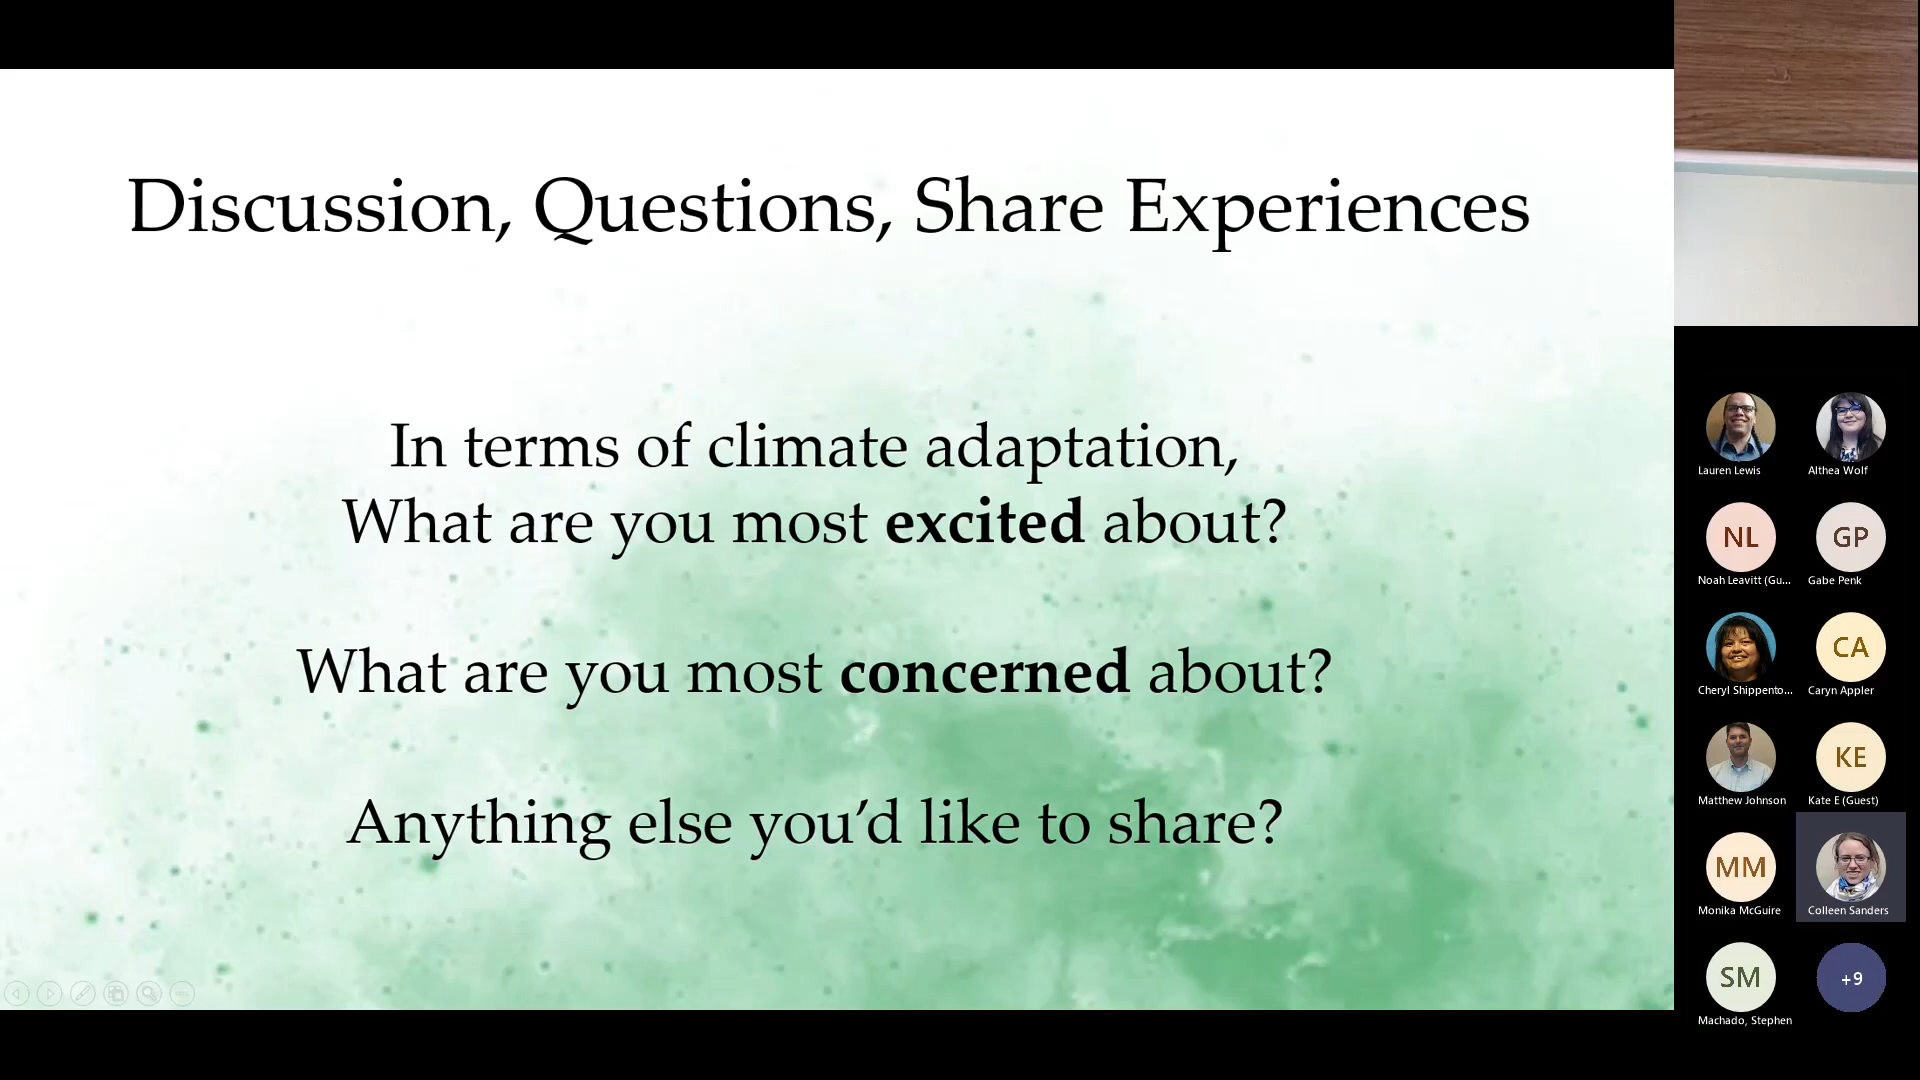 Discussion, Questions, Share Experiences
In terms of climate adaptation,
What are you most excited about?
What are you most concerned about?
Anything else you’d like to share?
Lauren Lewis
Althea Wolf
NL
GP
Noah Leavitt (Gu...
Gabe Penk
CA
Cheryl Shippento...
Caryn Appler
KE
Matthew Johnson
Kate E (Guest)
MM
Monika McGuire
Colleen Sanders
SM
+9
Machado, Stephen